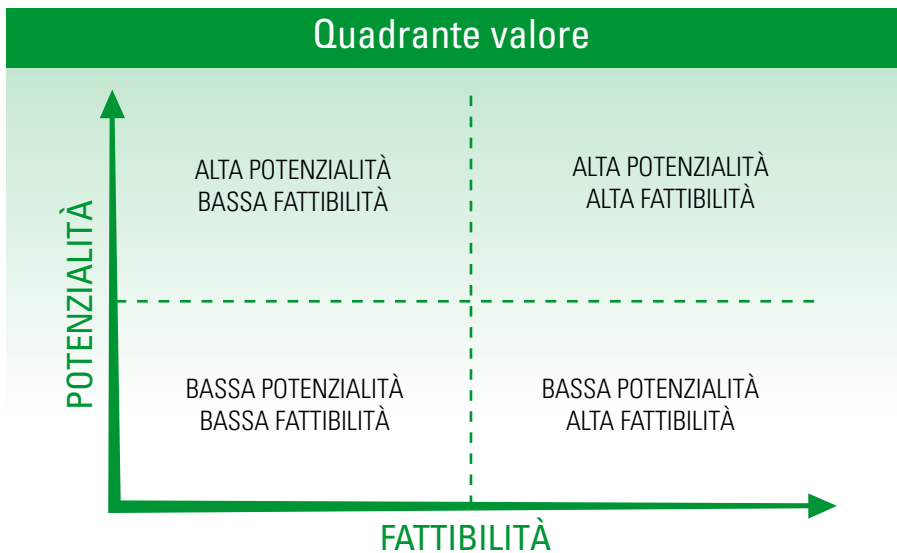 Quadrante valore
POTENZIALITÀ
ALTA POTENZIALITÀ
BASSA FATTIBILITÀ
ALTA POTENZIALITÀ
ALTA FATTIBILITÀ
BASSA POTENZIALITÀ
BASSA FATTIBILITÀ
BASSA POTENZIALITÀ
ALTA FATTIBILITÀ
FATTIBILITÀ